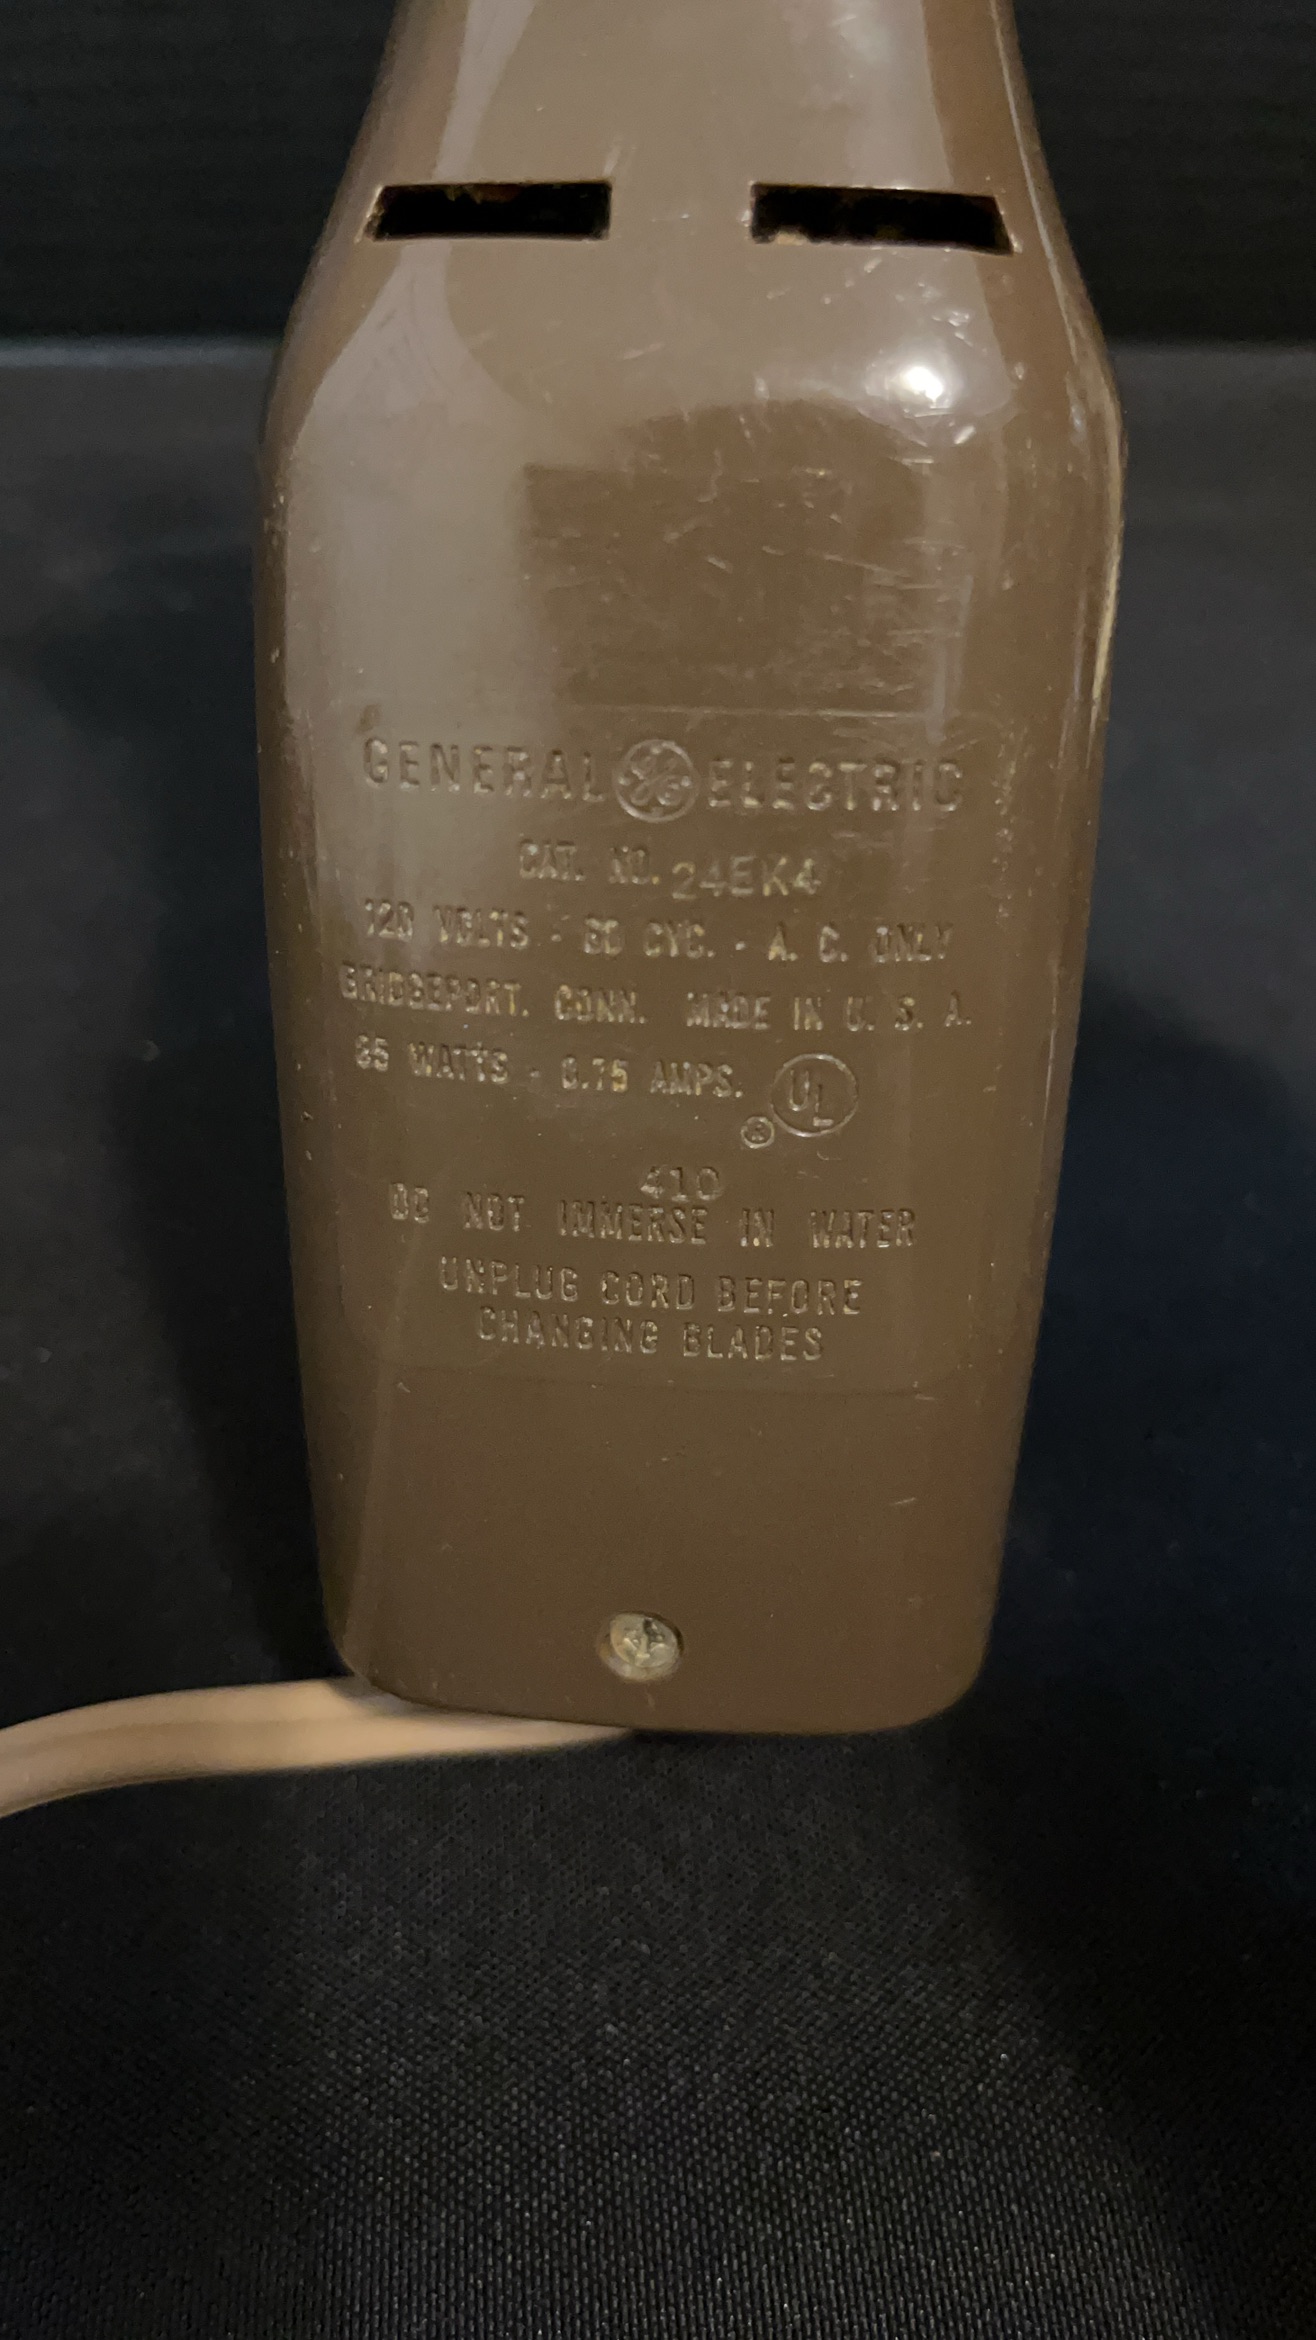 GENERAL GE ELECTRIC
CAT. NO. 24EK4
120 VOLTS - 60 CYC. - A. C. ONLY
BRIDGEPORT, CONN. MADE IN U. S. A.
WATTS - 0.75 AMPS. UL
®
410
DO NOT IMMERSE IN WATER
UNPLUG CORD BEFORE
CHANGING BLADES